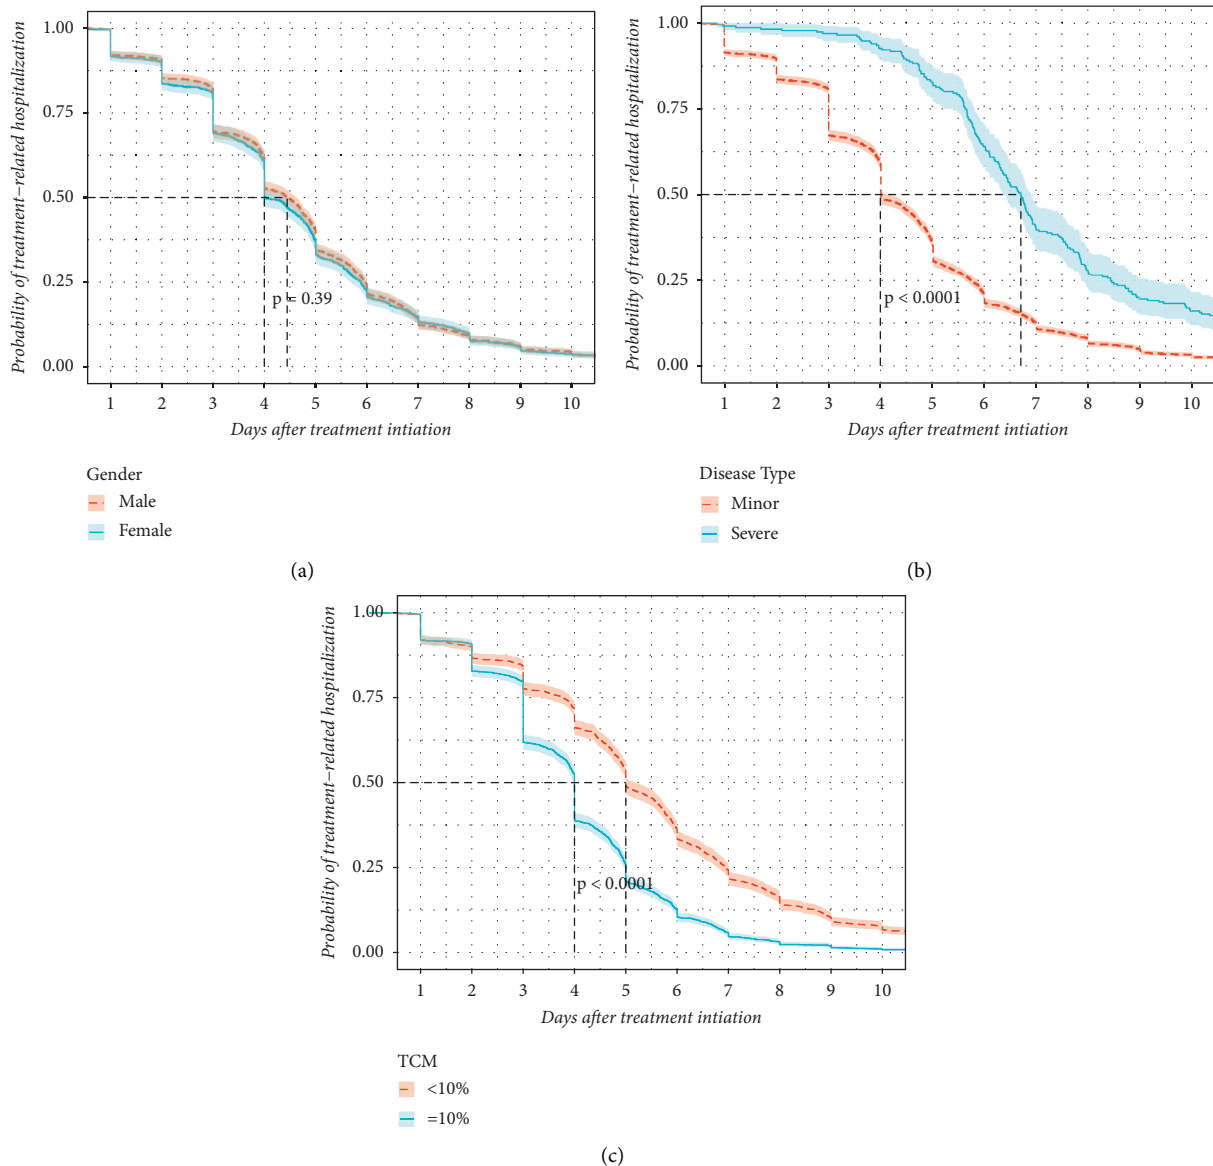 Probability of treatment-related hospitalization
1.00
0.75
0.50
0.25
0.00
p = 0.39
1 2 3 4 5 6 7 8 9 10
Days after treatment intiation
Gender
Male
Female
(a)
Probability of treatment-related hospitalization
1.00
0.75
0.50
0.25
0.00
p < 0.0001
1 2 3 4 5 6 7 8 9 10
Days after treatment intiation
Disease Type
Minor
Severe
(b)
Probability of treatment-related hospitalization
1.00
0.75
0.50
0.25
0.00
p < 0.0001
1 2 3 4 5 6 7 8 9 10
Days after treatment intiation
TCM
<10%
=10%
(c)